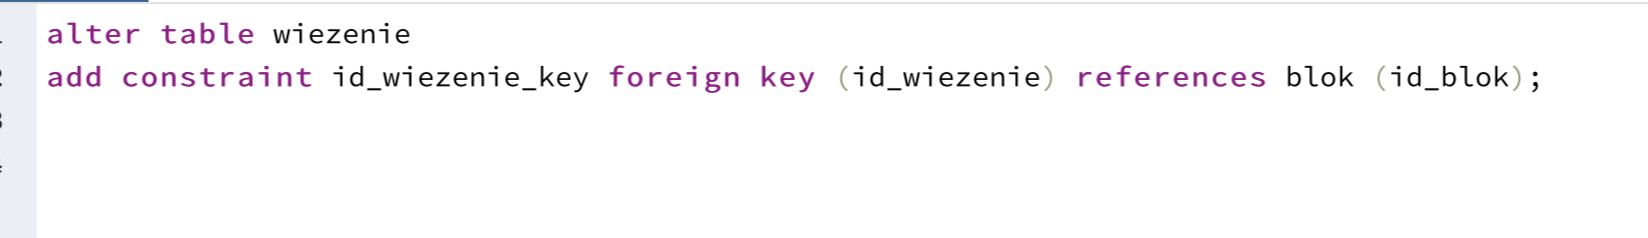 alter table wiezenie
add constraint id_wiezenie_key foreign key (id_wiezenie) references blok (id_blok);